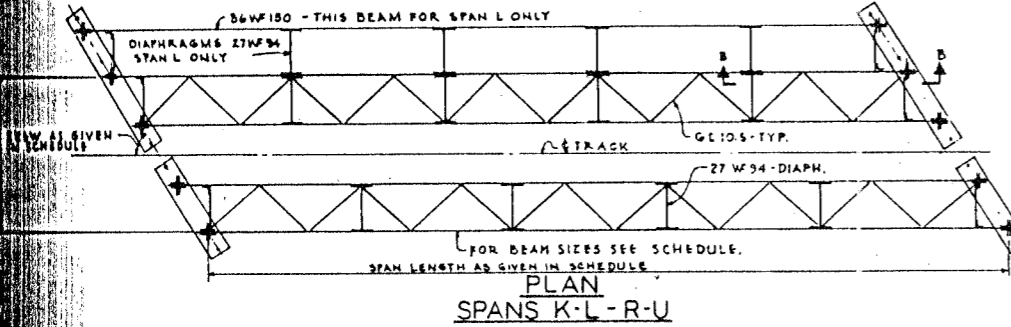 36WF150 - THIS BEAM FOR SPAN L ONLY
DIAPHRAGMS 27WF94
SPAN L ONLY
B
B
SKEW AS GIVEN
IN SCHEDULE
C 10.5-TYP.
℄ TRACK
27 WF 94-DIAPH.
FOR BEAM SIZES SEE SCHEDULE.
SPAN LENGTH AS GIVEN IN SCHEDULE
PLAN
SPANS K-L-R-U